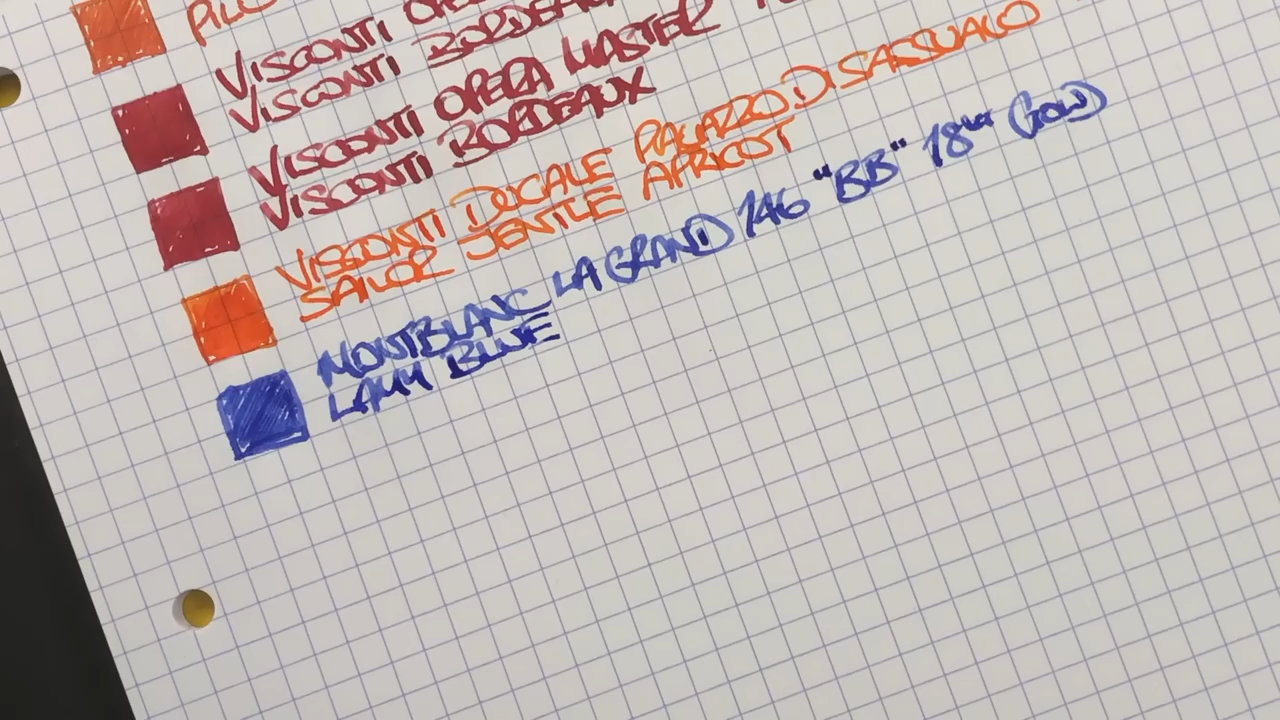 VISCONTI
VISCONTI BORDEAUX
VISCONTI OPERA MASTER
VISCONTI BORDEAUX
VISCONTI DUCALE PALAZZO DI SASSUALO
SAILOR JENTLE APRICOT
MONTBLANC LA GRAND 146 "BB" 18KT GOLD
LAMY BLUE